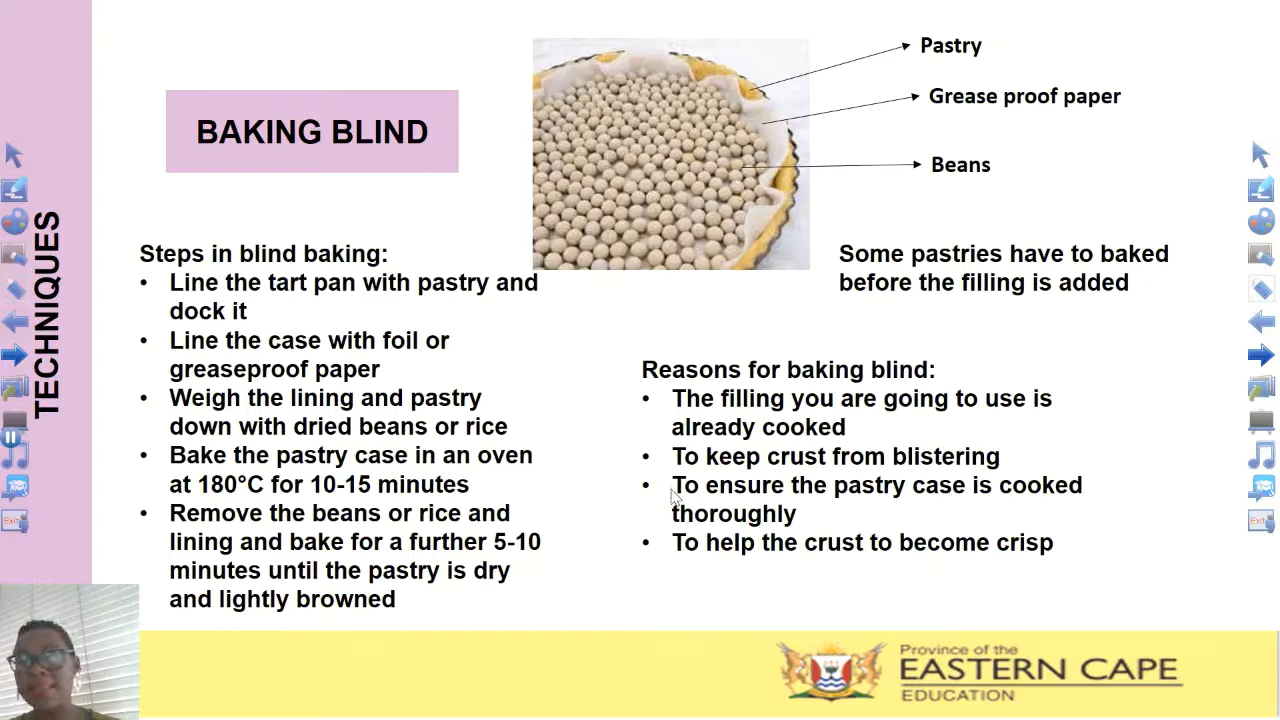 TECHNIQUES
BAKING BLIND
Pastry
Grease proof paper
Beans
Steps in blind baking:
• Line the tart pan with pastry and
dock it
• Line the case with foil or
greaseproof paper
• Weigh the lining and pastry
down with dried beans or rice
• Bake the pastry case in an oven
at 180°C for 10-15 minutes
• Remove the beans or rice and
lining and bake for a further 5-10
minutes until the pastry is dry
and lightly browned
Some pastries have to baked
before the filling is added
Reasons for baking blind:
• The filling you are going to use is
already cooked
• To keep crust from blistering
• To ensure the pastry case is cooked
thoroughly
• To help the crust to become crisp
Exit
Exit
Province of the
EASTERN CAPE
EDUCATION